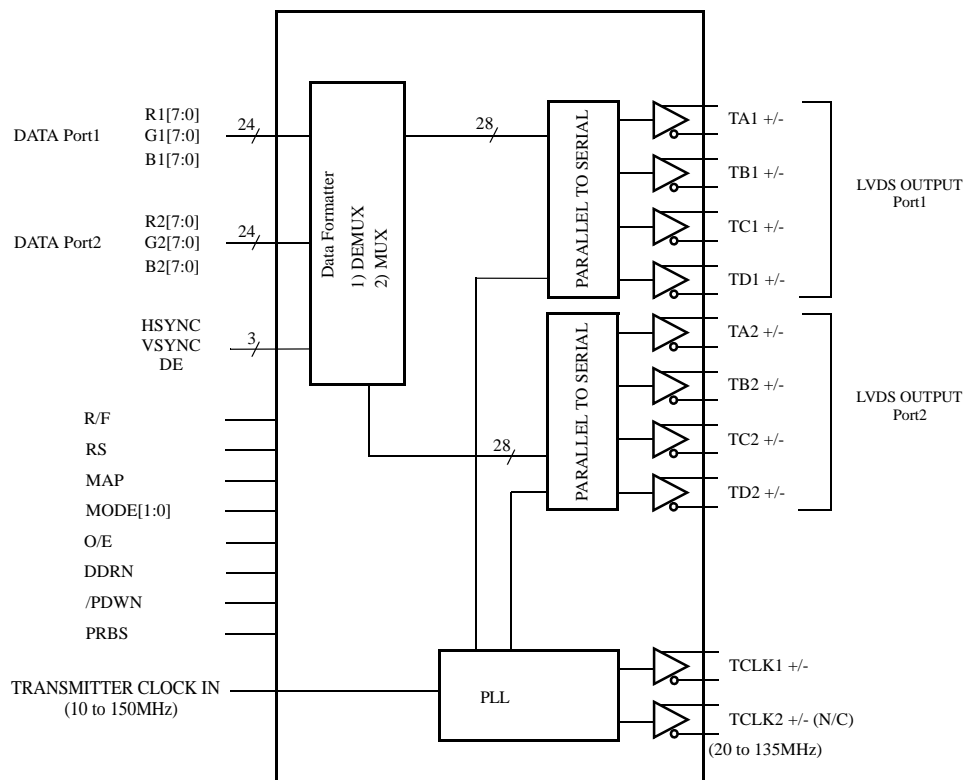 DATA Port1
R1[7:0]
G1[7:0]
B1[7:0]
24
DATA Port2
R2[7:0]
G2[7:0]
B2[7:0]
24
HSYNC
VSYNC
DE
3
R/F
RS
MAP
MODE[1:0]
O/E
DDRN
/PDWN
PRBS
TRANSMITTER CLOCK IN
(10 to 150MHz)
Data Formatter
1) DEMUX
2) MUX
28
28
PARALLEL TO SERIAL
PARALLEL TO SERIAL
PLL
TA1 +/-
TB1 +/-
TC1 +/-
TD1 +/-
LVDS OUTPUT
Port1
TA2 +/-
TB2 +/-
TC2 +/-
TD2 +/-
LVDS OUTPUT
Port2
TCLK1 +/-
TCLK2 +/- (N/C)
(20 to 135MHz)